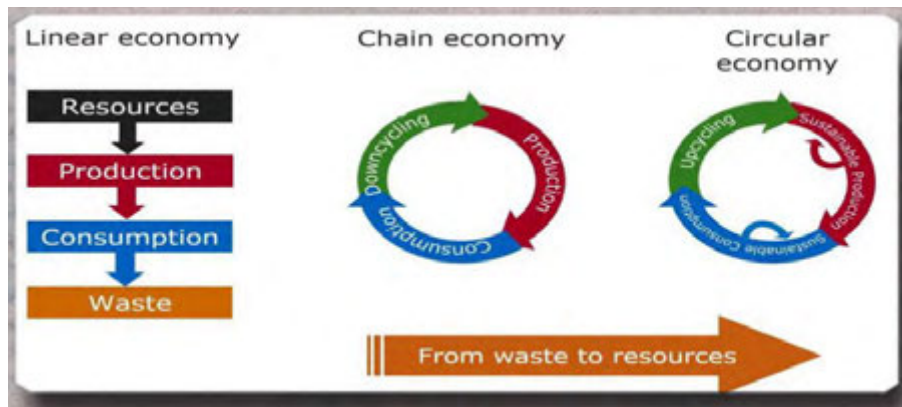 Linear economy
Resources
Production
Consumption
Waste
Chain economy
Downcycling
Production
Consumption
Circular
economy
Upcycling
Sustainable Production
Sustainable Consumption
From waste to resources